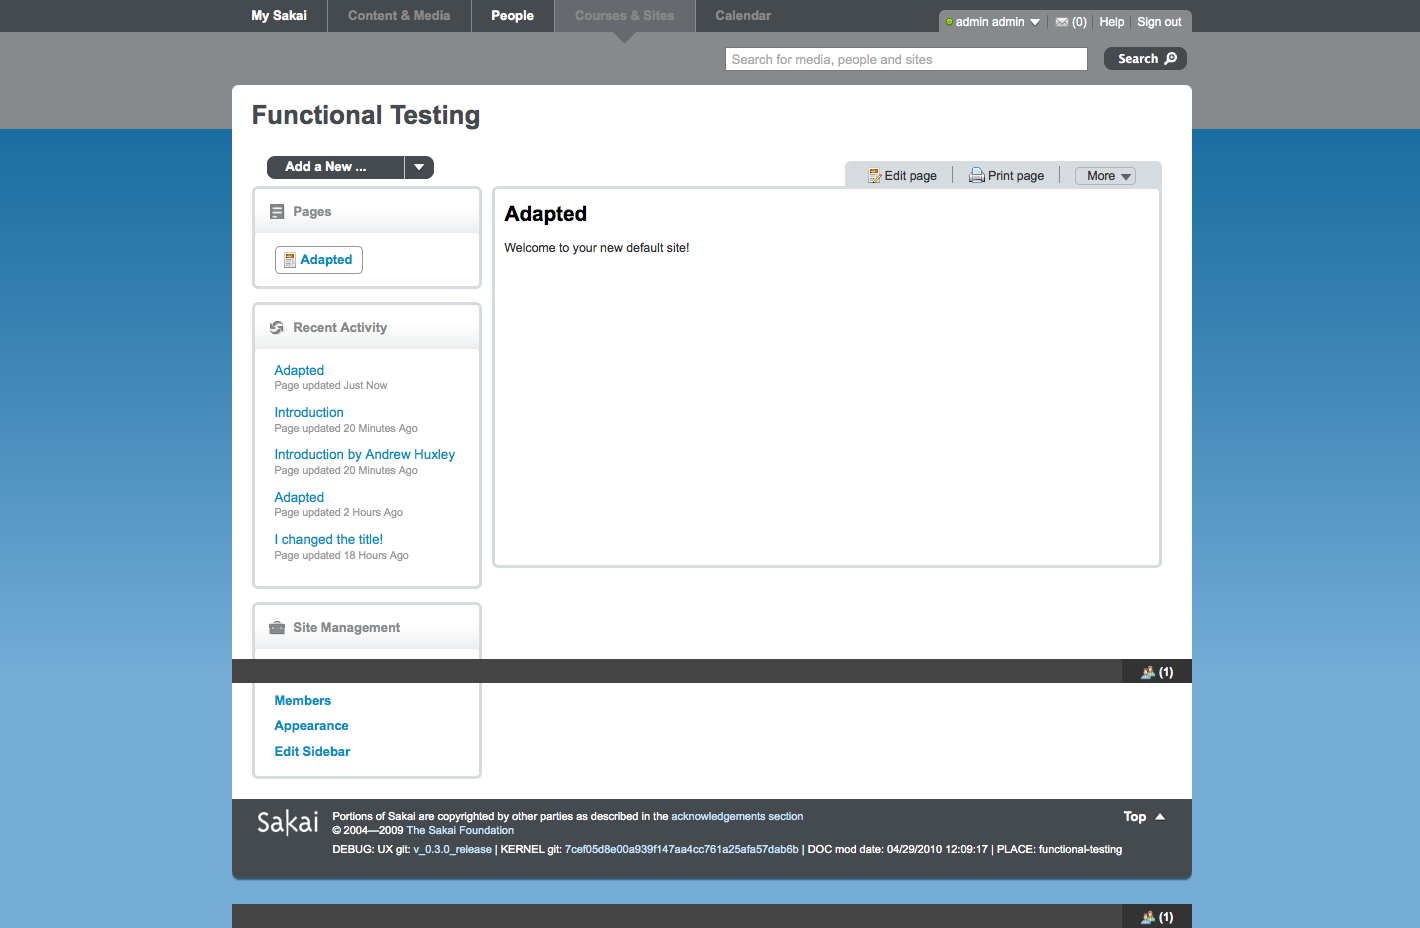 My Sakai
Content & Media
People
Courses & Sites
Calendar
admin admin
(0)
Help
Sign out
Search for media, people and sites
Search
Functional Testing
Add a New ...
Edit page
Print page
More
Pages
Adapted
Adapted
Welcome to your new default site!
Recent Activity
Adapted
Page updated Just Now
Introduction
Page updated 20 Minutes Ago
Introduction by Andrew Huxley
Page updated 20 Minutes Ago
Adapted
Page updated 2 Hours Ago
I changed the title!
Page updated 18 Hours Ago
Site Management
(1)
Members
Appearance
Edit Sidebar
Sakai
Portions of Sakai are copyrighted by other parties as described in the acknowledgements section
© 2004—2009 The Sakai Foundation
DEBUG: UX git: v_0.3.0_release | KERNEL git: 7cef05d8e00a939f147aa4cc761a25afa57dab6b | DOC mod date: 04/29/2010 12:09:17 | PLACE: functional-testing
Top
(1)